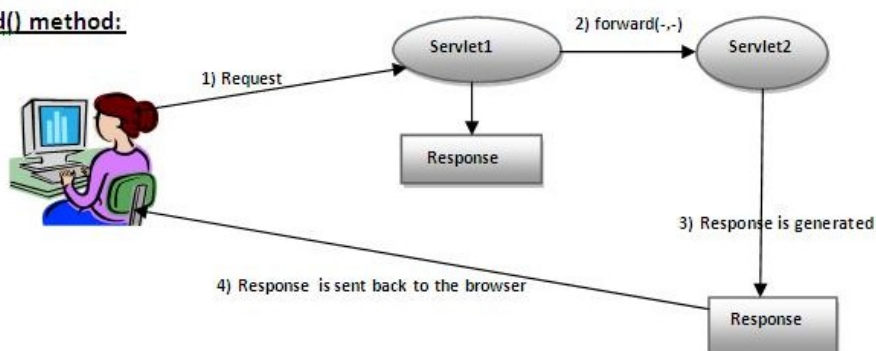 d() method:
2) forward(-,-)
Servlet1
Servlet2
1) Request
Response
3) Response is generated
4) Response is sent back to the browser
Response